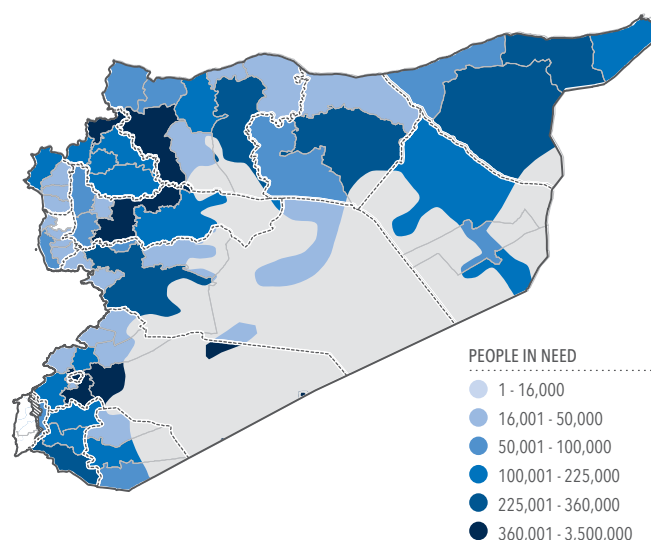 PEOPLE IN NEED
1 - 16,000
16,001 - 50,000
50,001 - 100,000
100,001 - 225,000
225,001 - 360,000
360,001 - 3,500,000